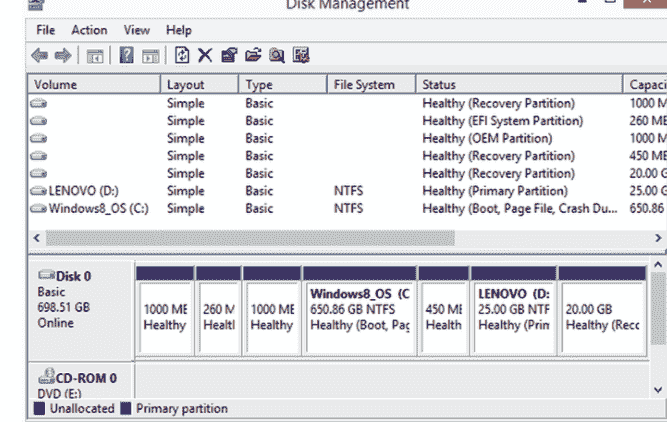 Disk Management
File Action View Help
Volume Layout Type File System Status Capaci
Simple Basic Healthy (Recovery Partition) 1000 M
Simple Basic Healthy (EFI System Partition) 260 ME
Simple Basic Healthy (OEM Partition) 1000 M
Simple Basic Healthy (Recovery Partition) 450 ME
Simple Basic Healthy (Recovery Partition) 20.00 G
LENOVO (D:) Simple Basic NTFS Healthy (Primary Partition) 25.00 G
Windows8_OS (C:) Simple Basic NTFS Healthy (Boot, Page File, Crash Du... 650.86
Disk 0
Basic
698.51 GB
Online
1000 ME
Healthy
260 M
Healtl
1000 ME
Healthy
Windows8_OS (C
650.86 GB NTFS
Healthy (Boot, Pag
450 ME
Health
LENOVO (D:
25.00 GB NTF
Healthy (Prin
20.00 GB
Healthy (Recc
CD-ROM 0
DVD (E:)
Unallocated Primary partition